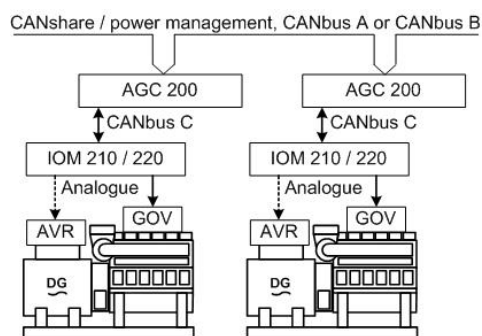 CANshare / power management, CANbus A or CANbus B
AGC 200 AGC 200
CANbus C CANbus C
IOM 210 / 220 IOM 210 / 220
Analogue Analogue
AVR GOV AVR GOV
DG DG